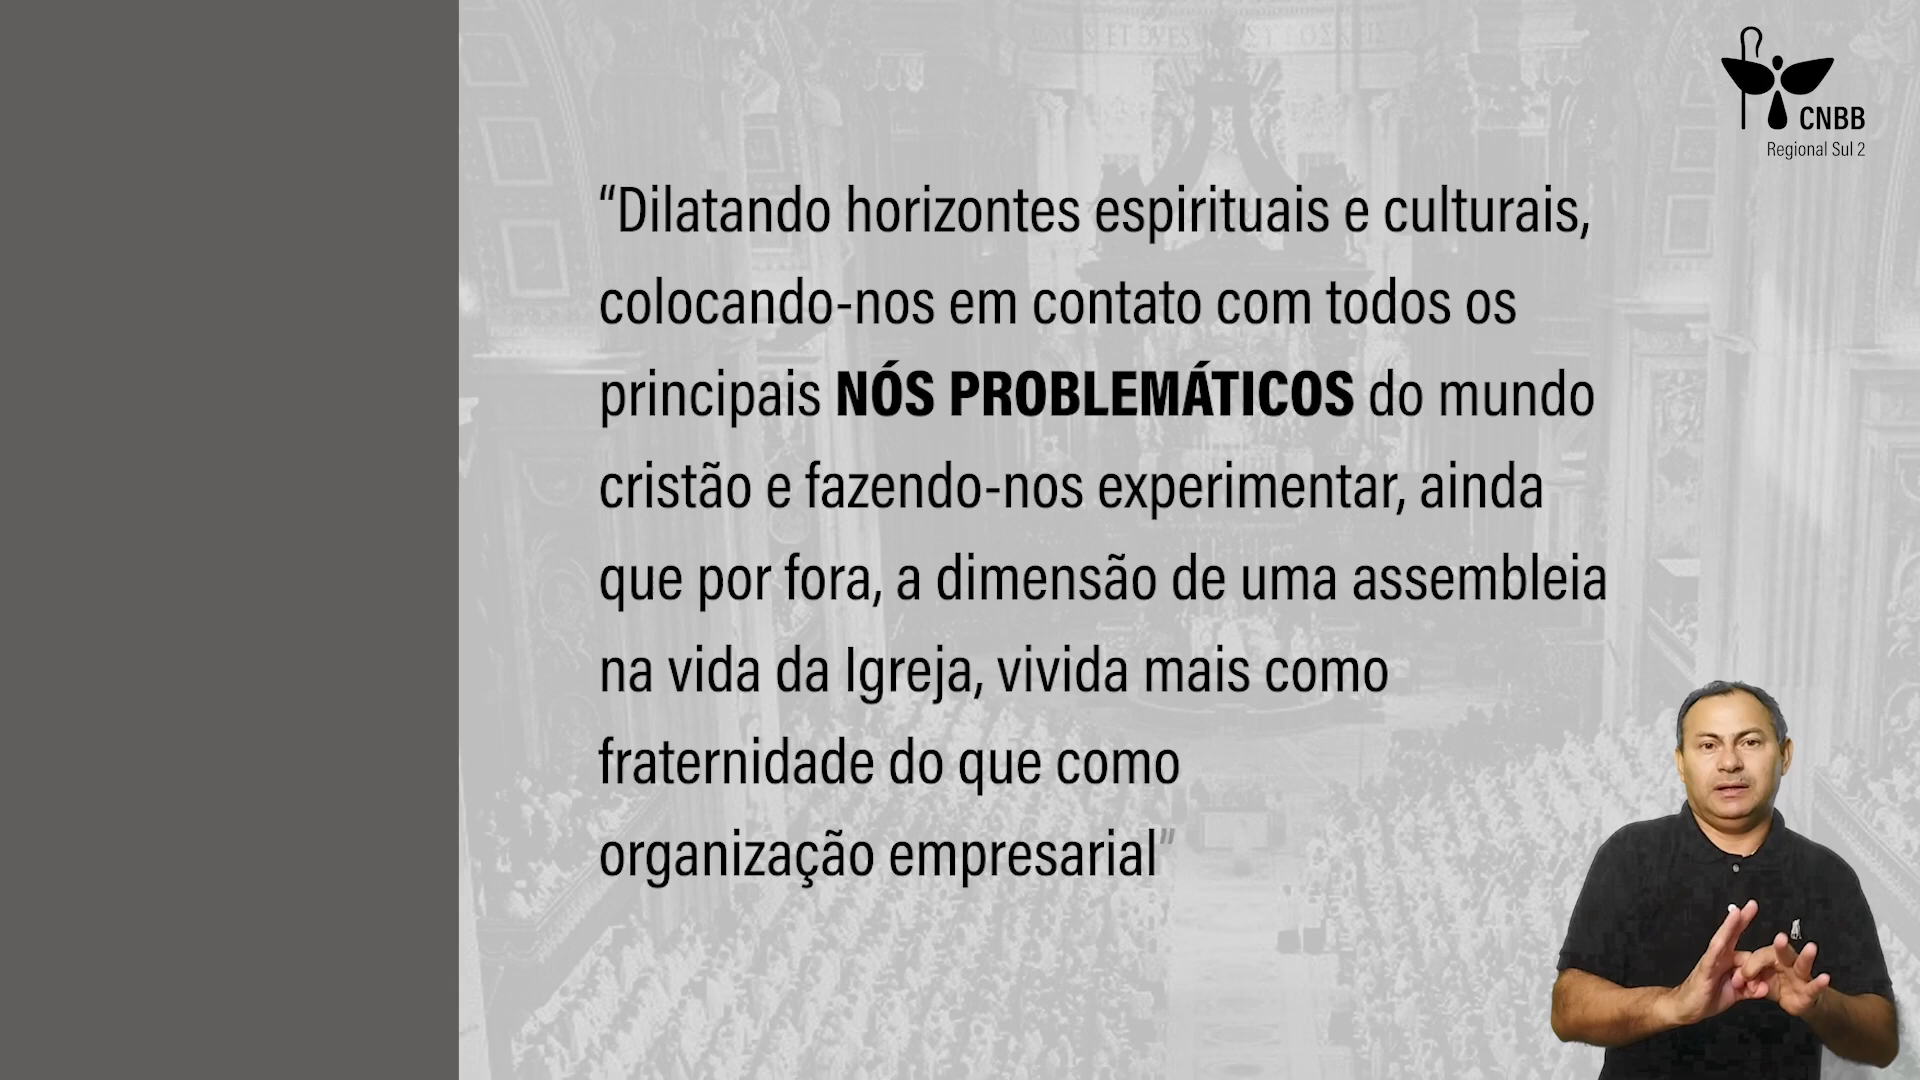 CNBB
Regional Sul 2
“Dilatando horizontes espirituais e culturais,
colocando-nos em contato com todos os
principais NÓS PROBLEMÁTICOS do mundo
cristão e fazendo-nos experimentar, ainda
que por fora, a dimensão de uma assembleia
na vida da Igreja, vivida mais como
fraternidade do que como
organização empresarial”